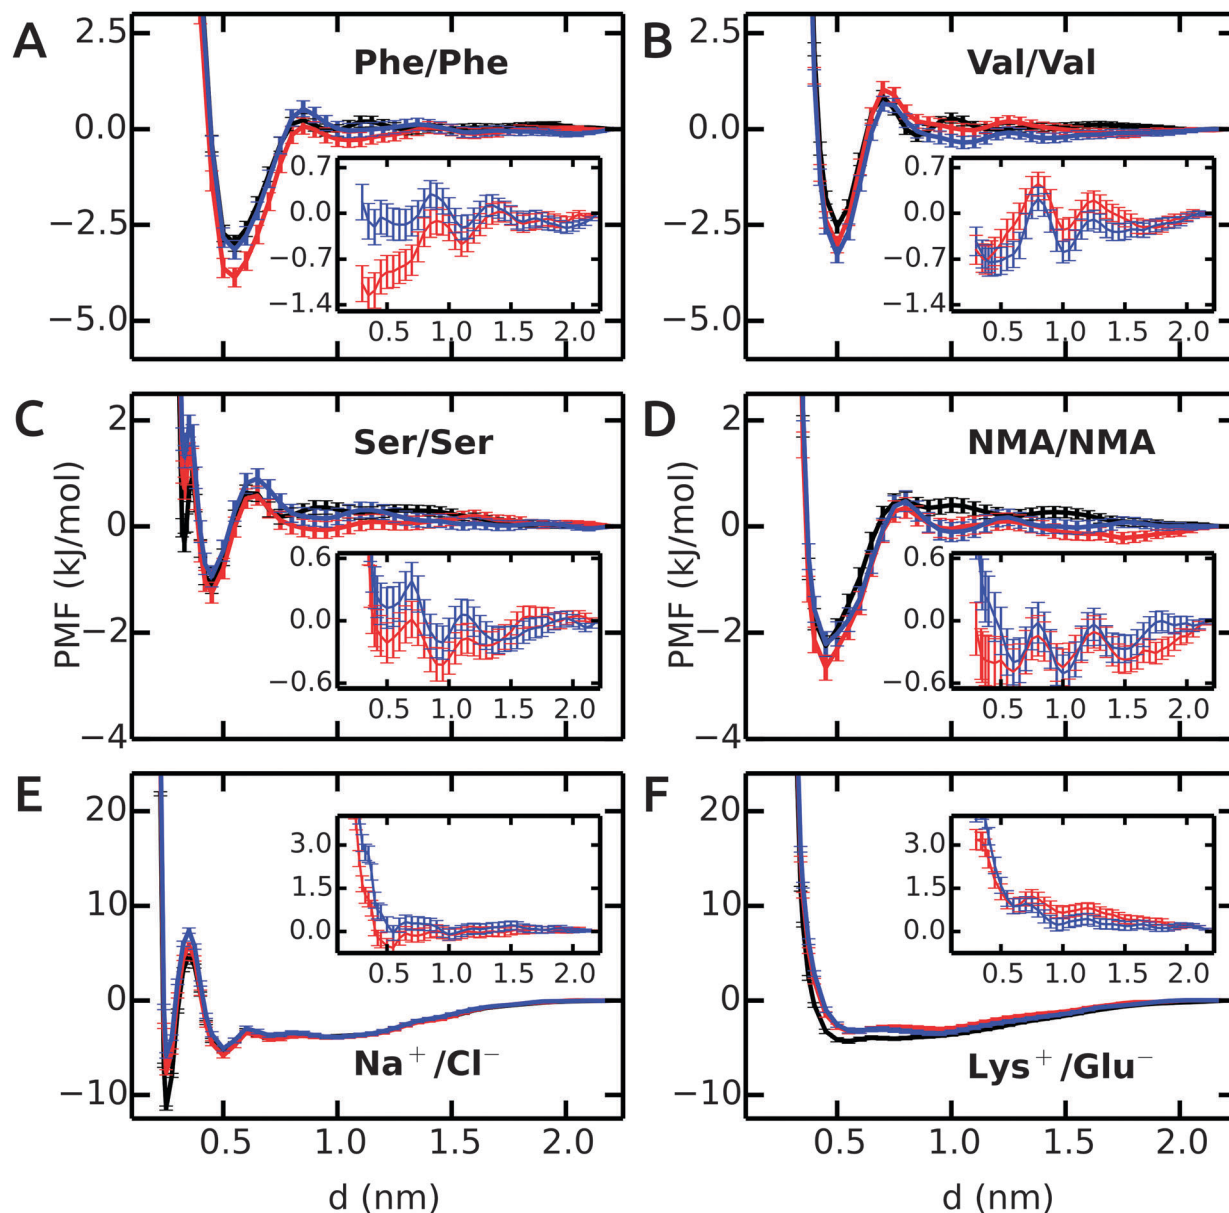 A
2.5
0.0
−2.5
−5.0
Phe/Phe
0.7
0.0
−0.7
−1.4
0.5 1.0 1.5 2.0
B
2.5
0.0
−2.5
−5.0
Val/Val
0.7
0.0
−0.7
−1.4
0.5 1.0 1.5 2.0
C
PMF (kJ/mol)
2
0
−2
−4
Ser/Ser
0.6
0.0
−0.6
0.5 1.0 1.5 2.0
D
PMF (kJ/mol)
2
0
−2
−4
NMA/NMA
0.6
0.0
−0.6
0.5 1.0 1.5 2.0
E
20
10
0
−10
3.0
1.5
0.0
0.5 1.0 1.5 2.0
Na⁺/Cl⁻
0.5 1.0 1.5 2.0
d (nm)
F
20
10
0
−10
3.0
1.5
0.0
0.5 1.0 1.5 2.0
Lys⁺/Glu⁻
0.5 1.0 1.5 2.0
d (nm)